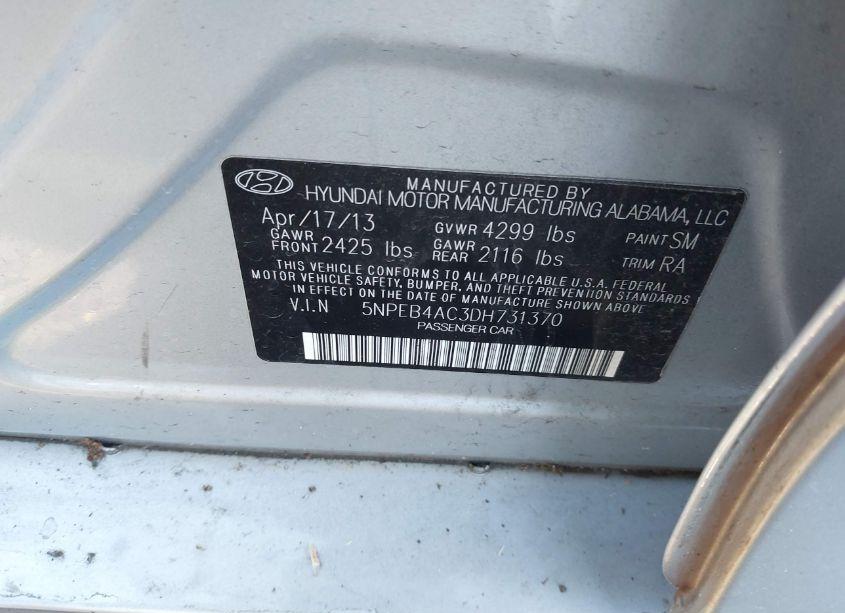 MANUFACTURED BY
HYUNDAI MOTOR MANUFACTURING ALABAMA, LLC
Apr/17/13 GVWR 4299 lbs PAINT SM
GAWR FRONT 2425 lbs GAWR REAR 2116 lbs TRIM RA
THIS VEHICLE CONFORMS TO ALL APPLICABLE U.S.A. FEDERAL
MOTOR VEHICLE SAFETY, BUMPER, AND THEFT PREVENTION STANDARDS
IN EFFECT ON THE DATE OF MANUFACTURE SHOWN ABOVE
V.I.N 5NPEB4AC3DH731370
PASSENGER CAR